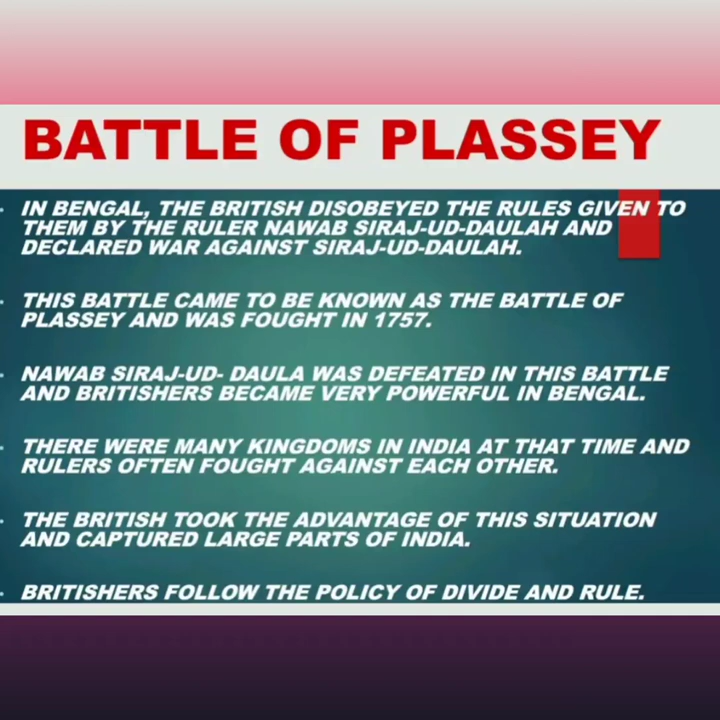 BATTLE OF PLASSEY
IN BENGAL, THE BRITISH DISOBEYED THE RULES GIVEN TO
THEM BY THE RULER NAWAB SIRAJ-UD-DAULAH AND
DECLARED WAR AGAINST SIRAJ-UD-DAULAH.
THIS BATTLE CAME TO BE KNOWN AS THE BATTLE OF
PLASSEY AND WAS FOUGHT IN 1757.
NAWAB SIRAJ-UD- DAULA WAS DEFEATED IN THIS BATTLE
AND BRITISHERS BECAME VERY POWERFUL IN BENGAL.
THERE WERE MANY KINGDOMS IN INDIA AT THAT TIME AND
RULERS OFTEN FOUGHT AGAINST EACH OTHER.
THE BRITISH TOOK THE ADVANTAGE OF THIS SITUATION
AND CAPTURED LARGE PARTS OF INDIA.
BRITISHERS FOLLOW THE POLICY OF DIVIDE AND RULE.